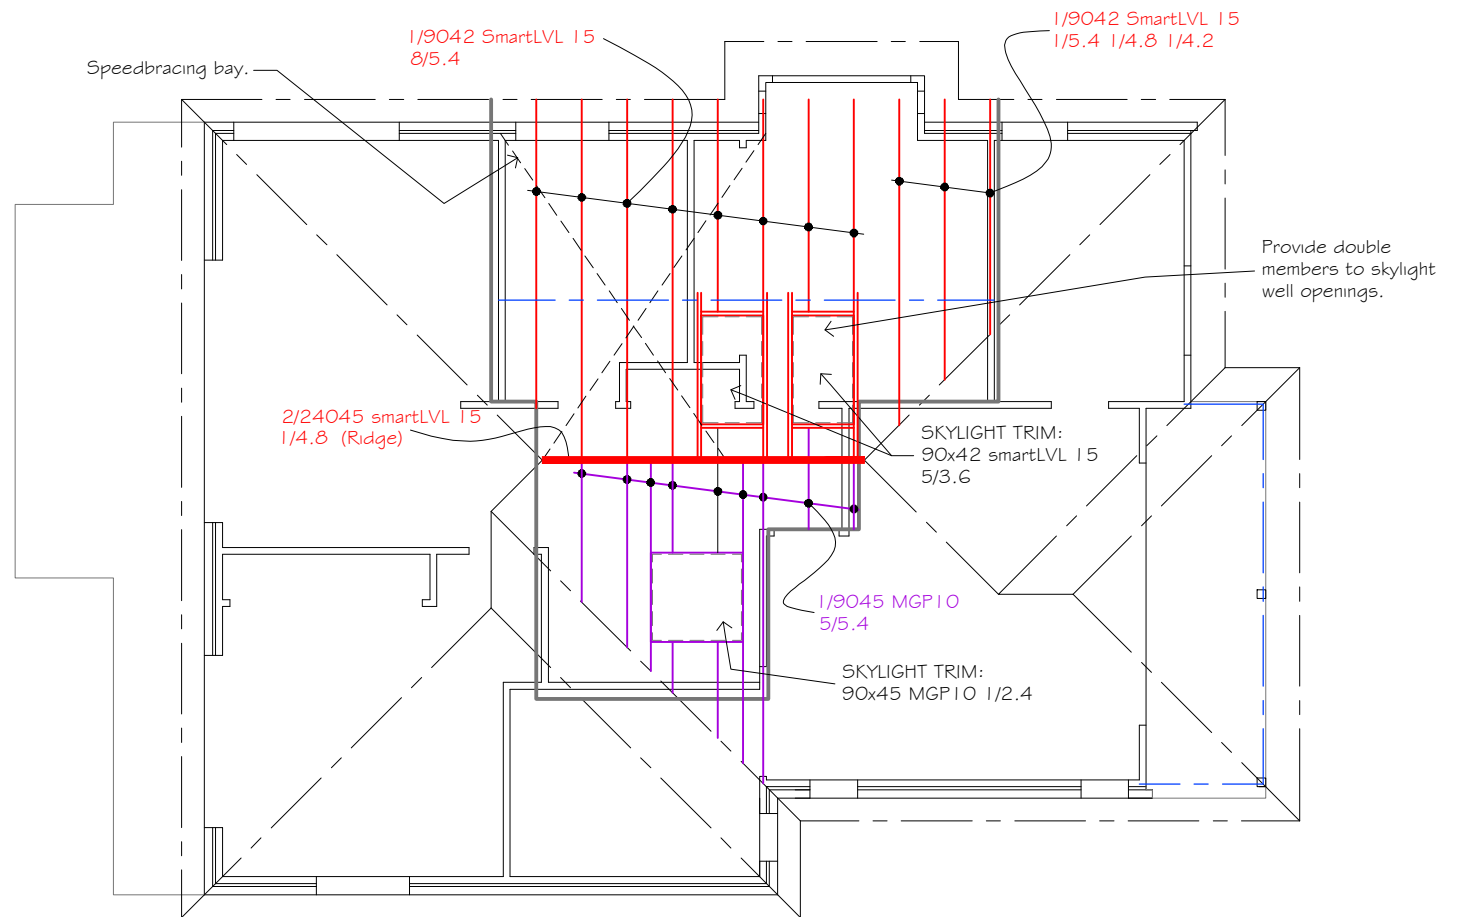 1/9042 SmartLVL 15
8/5.4
1/9042 SmartLVL 15
1/5.4 1/4.8 1/4.2
Speedbracing bay.
Provide double
members to skylight
well openings.
2/24045 smartLVL 15
1/4.8 (Ridge)
SKYLIGHT TRIM:
90x42 smartLVL 15
5/3.6
1/9045 MGP10
5/5.4
SKYLIGHT TRIM:
90x45 MGP10 1/2.4